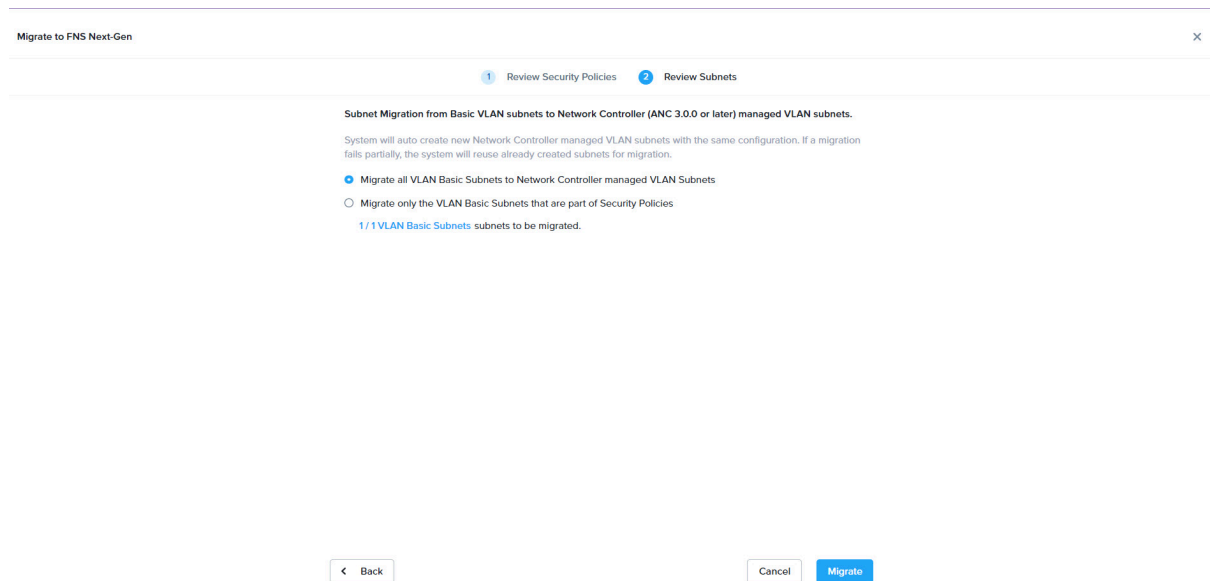 Migrate to FNS Next-Gen
1 Review Security Policies 2 Review Subnets
Subnet Migration from Basic VLAN subnets to Network Controller (ANC 3.0.0 or later) managed VLAN subnets.
System will auto create new Network Controller managed VLAN subnets with the same configuration. If a migration
fails partially, the system will reuse already created subnets for migration.
Migrate all VLAN Basic Subnets to Network Controller managed VLAN Subnets
Migrate only the VLAN Basic Subnets that are part of Security Policies
1 / 1 VLAN Basic Subnets subnets to be migrated.
Back Cancel Migrate